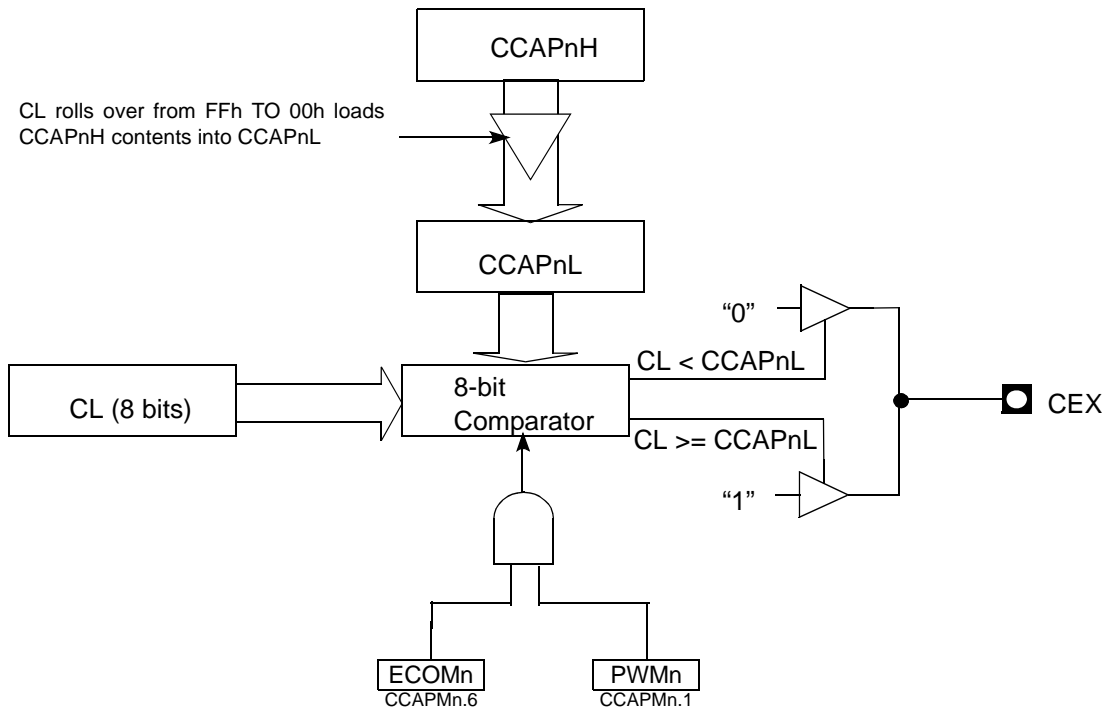 CCAPnH
CL rolls over from FFh TO 00h loads
CCAPnH contents into CCAPnL
CCAPnL
“0”
CL < CCAPnL
CL (8 bits)
8-bit
Comparator
CEX
CL >= CCAPnL
“1”
ECOMn
PWMn
CCAPMn.6
CCAPMn.1